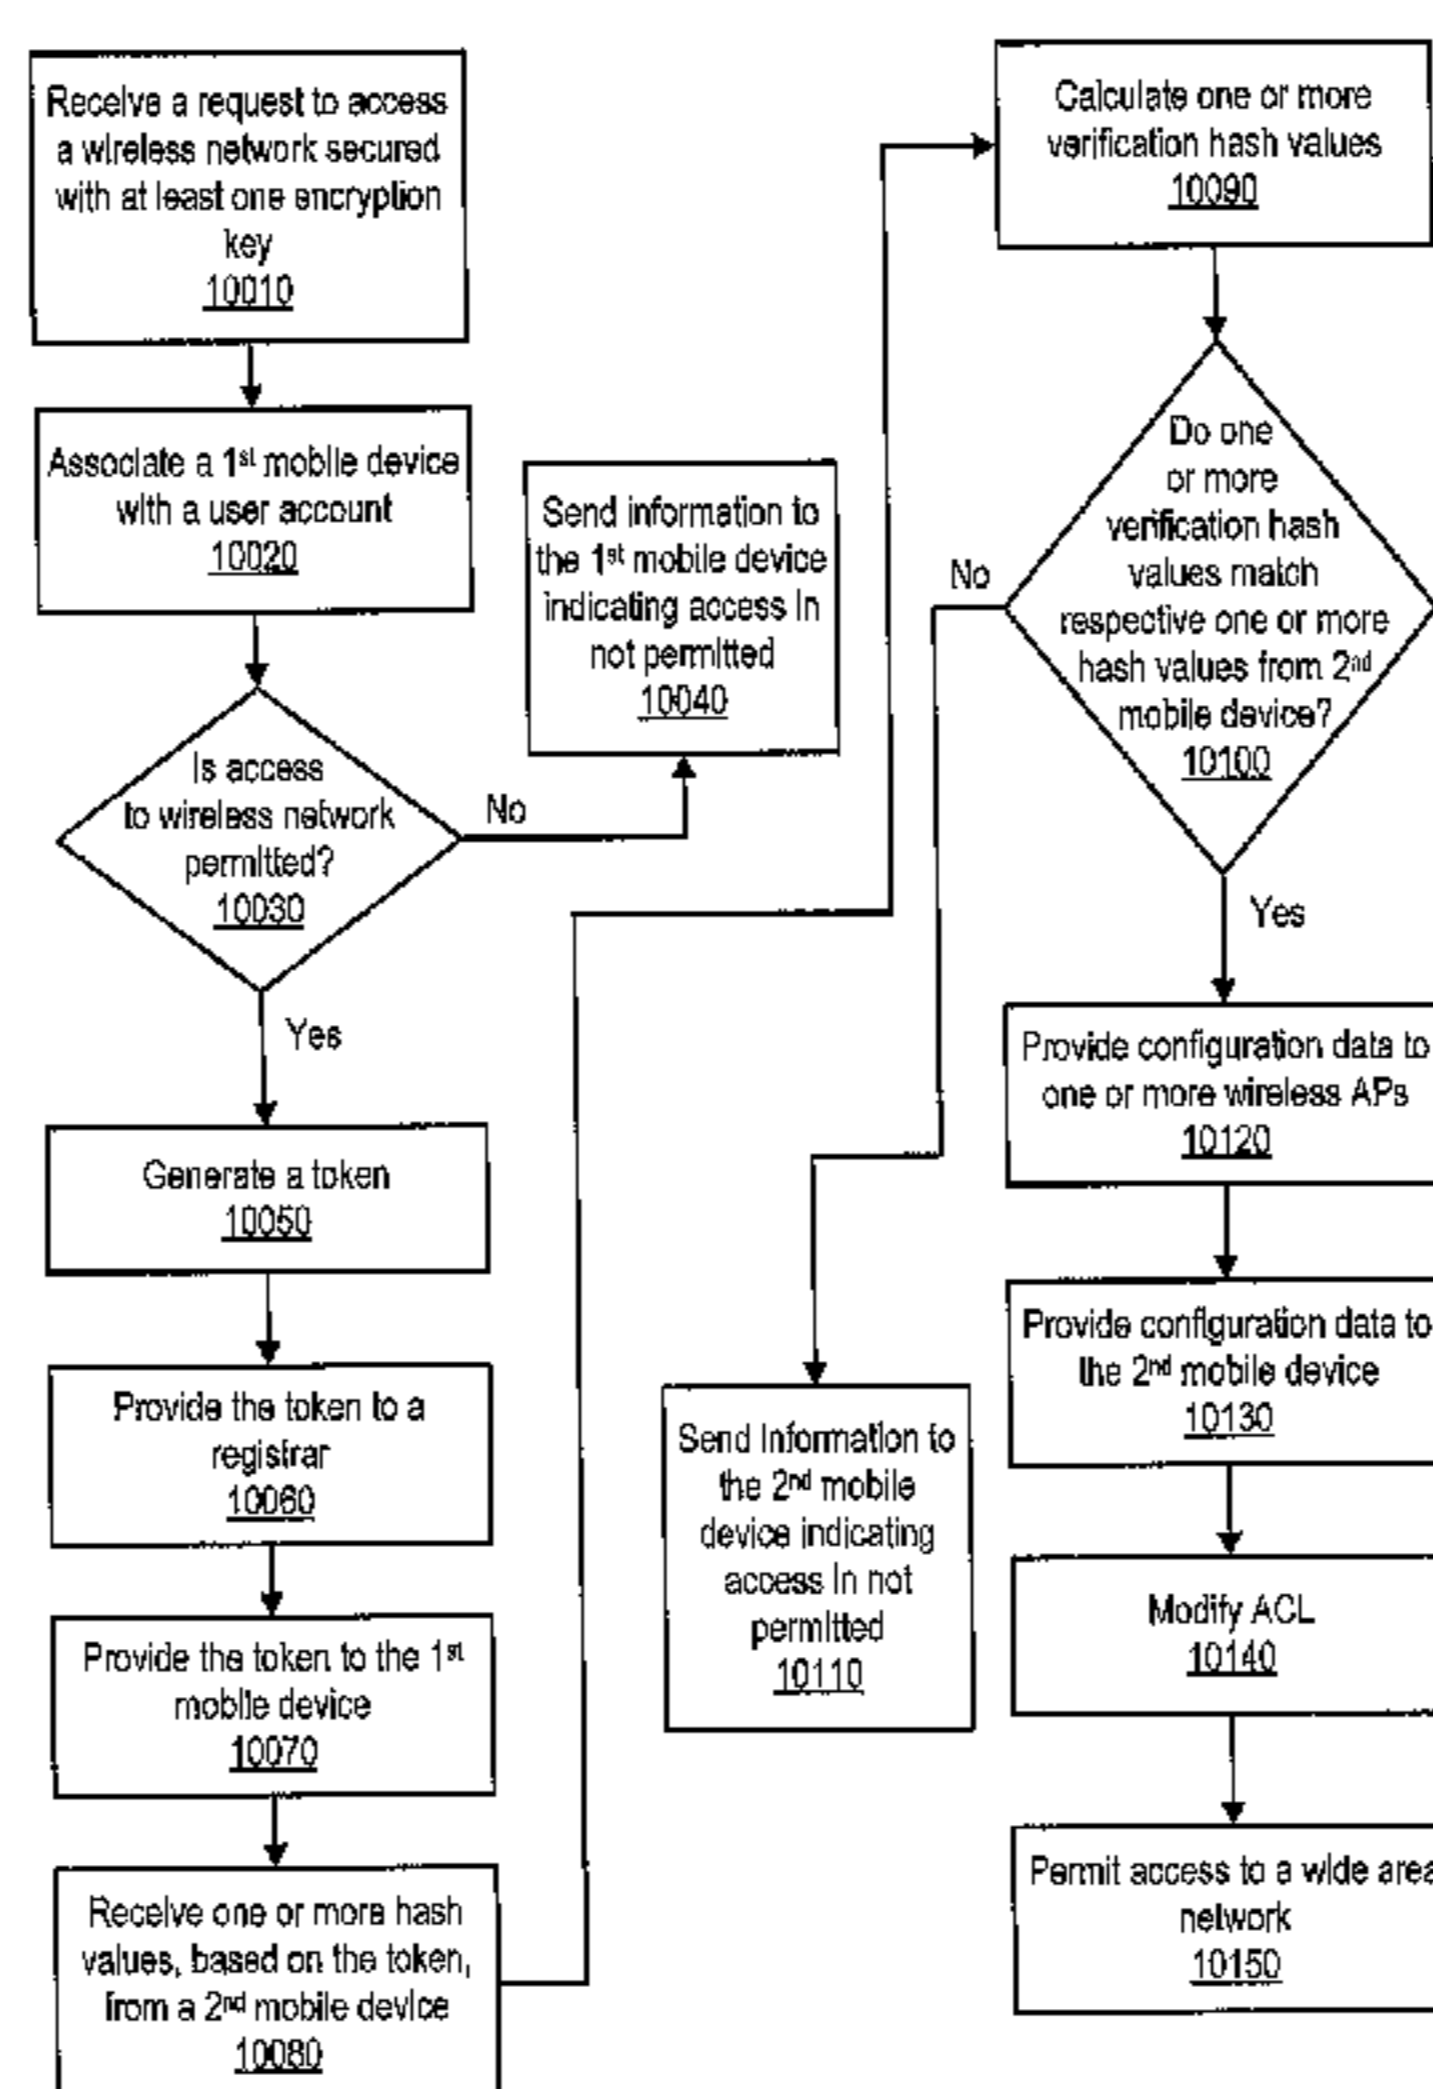 Receive a request to access
a wireless network secured
with at least one encryption
key
10010
Associate a 1st mobile device
with a user account
10020
Is access
to wireless network
permitted?
10030
No
Send information to
the 1st mobile device
indicating access in
not permitted
10040
Yes
Generate a token
10050
Provide the token to a
registrar
10060
Provide the token to the 1st
mobile device
10070
Receive one or more hash
values, based on the token,
from a 2nd mobile device
10080
Calculate one or more
verification hash values
10090
Do one
or more
verification hash
values match
respective one or more
hash values from 2nd
mobile device?
10100
No
Send information to
the 2nd mobile
device indicating
access in not
permitted
10110
Yes
Provide configuration data to
one or more wireless APs
10120
Provide configuration data to
the 2nd mobile device
10130
Modify ACL
10140
Permit access to a wide area
network
10150